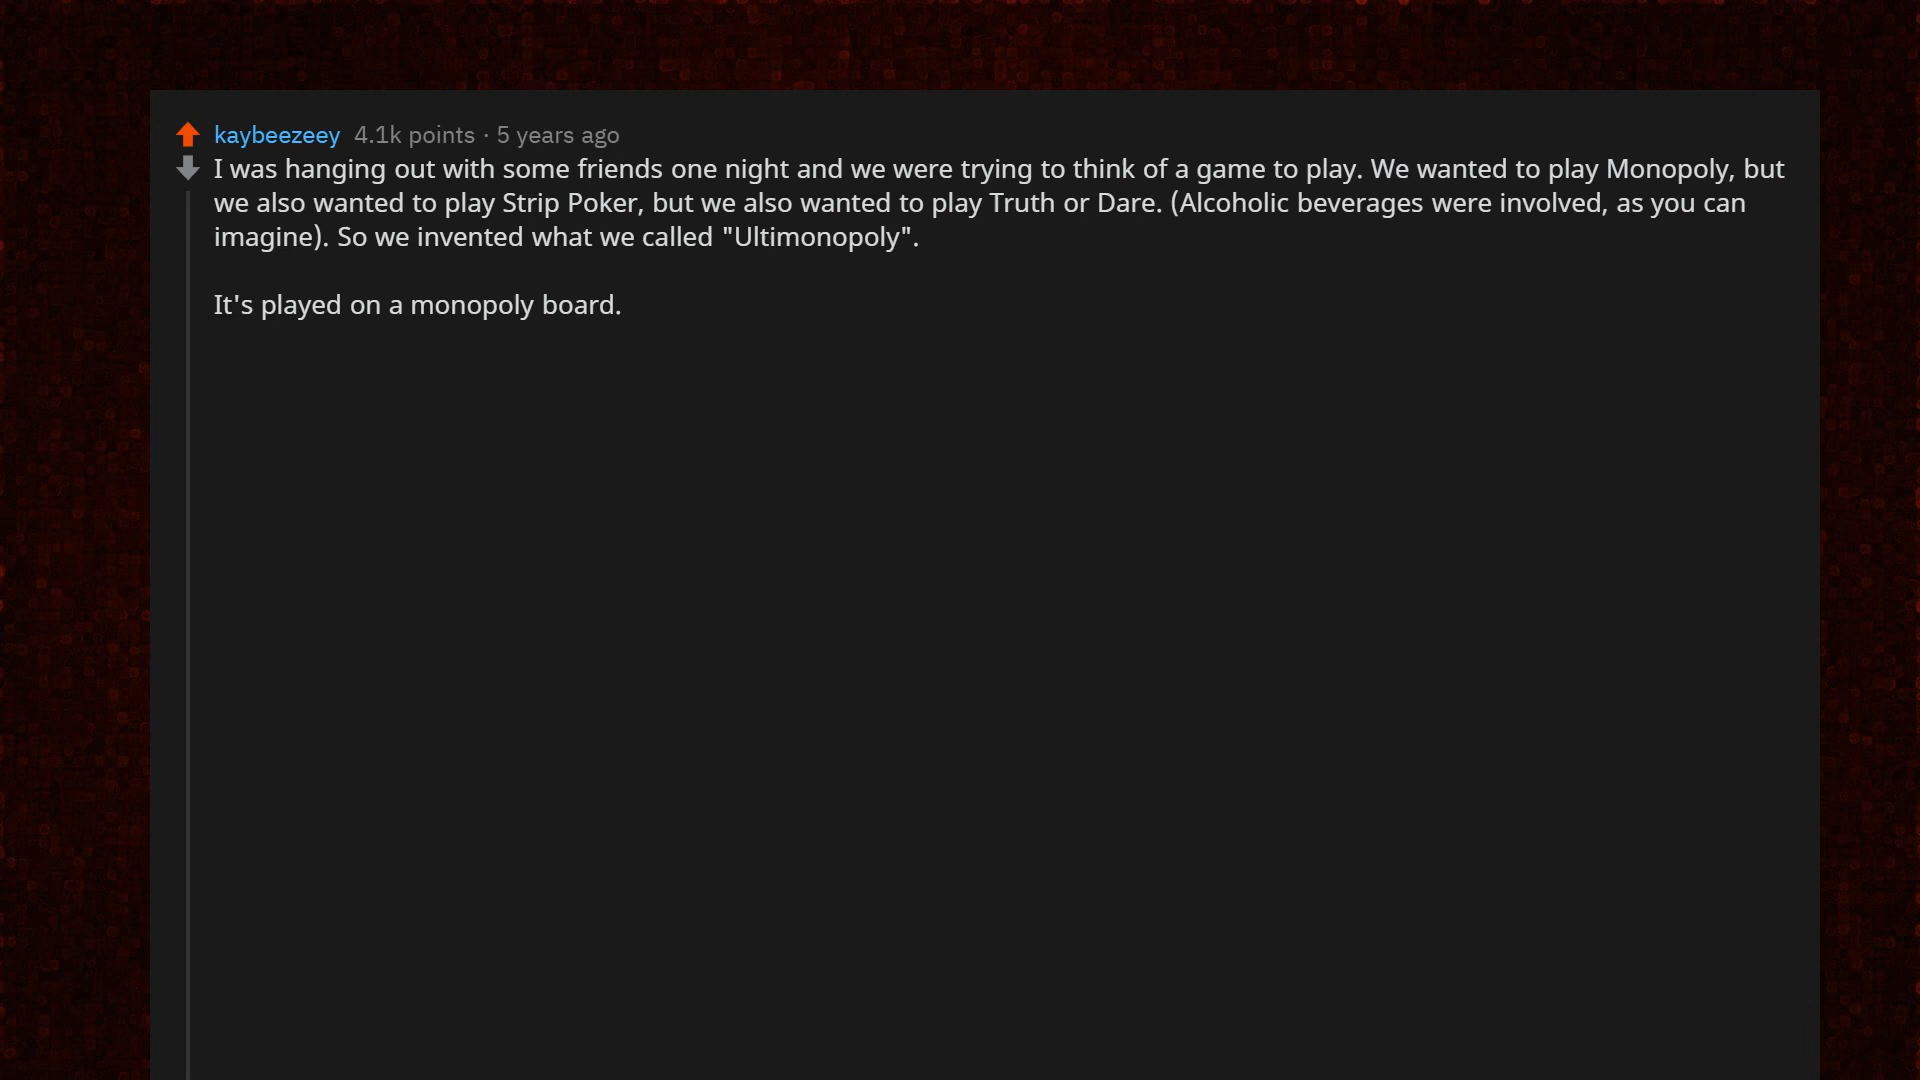 kaybeezeey 4.1k points · 5 years ago
I was hanging out with some friends one night and we were trying to think of a game to play. We wanted to play Monopoly, but
we also wanted to play Strip Poker, but we also wanted to play Truth or Dare. (Alcoholic beverages were involved, as you can
imagine). So we invented what we called "Ultimonopoly".
It's played on a monopoly board.